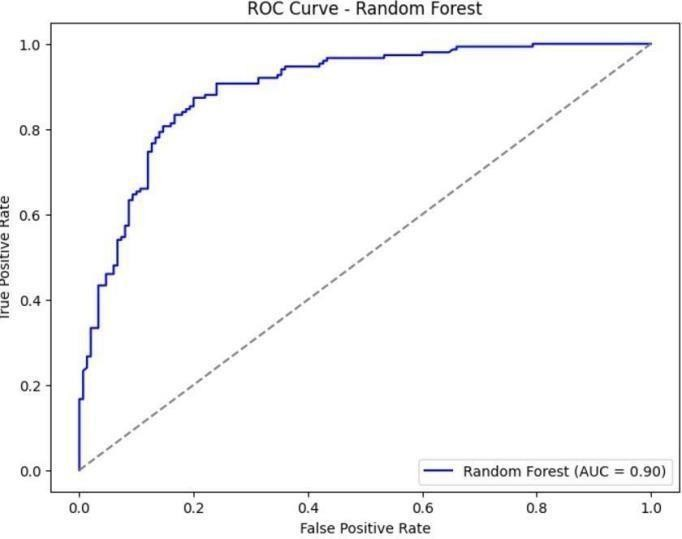 ROC Curve - Random Forest
1.0
0.8
0.6
0.4
0.2
0.0
True Positive Rate
Random Forest (AUC = 0.90)
0.0 0.2 0.4 0.6 0.8 1.0
False Positive Rate